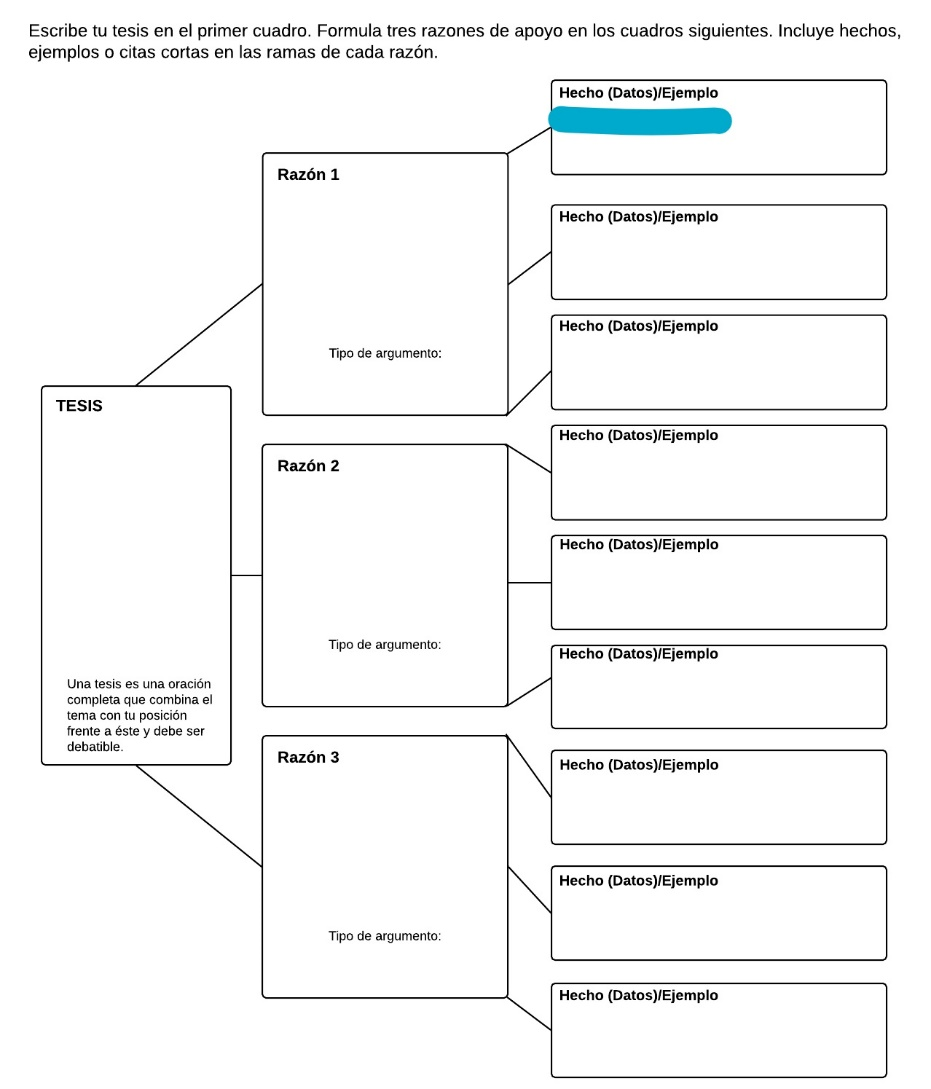 Escribe tu tesis en el primer cuadro. Formula tres razones de apoyo en los cuadros siguientes. Incluye hechos,
ejemplos o citas cortas en las ramas de cada razón.
TESIS
Una tesis es una oración
completa que combina el
tema con tu posición
frente a éste y debe ser
debatible.
Razón 1
Tipo de argumento:
Hecho (Datos)/Ejemplo
Hecho (Datos)/Ejemplo
Hecho (Datos)/Ejemplo
Razón 2
Tipo de argumento:
Hecho (Datos)/Ejemplo
Hecho (Datos)/Ejemplo
Hecho (Datos)/Ejemplo
Razón 3
Tipo de argumento:
Hecho (Datos)/Ejemplo
Hecho (Datos)/Ejemplo
Hecho (Datos)/Ejemplo